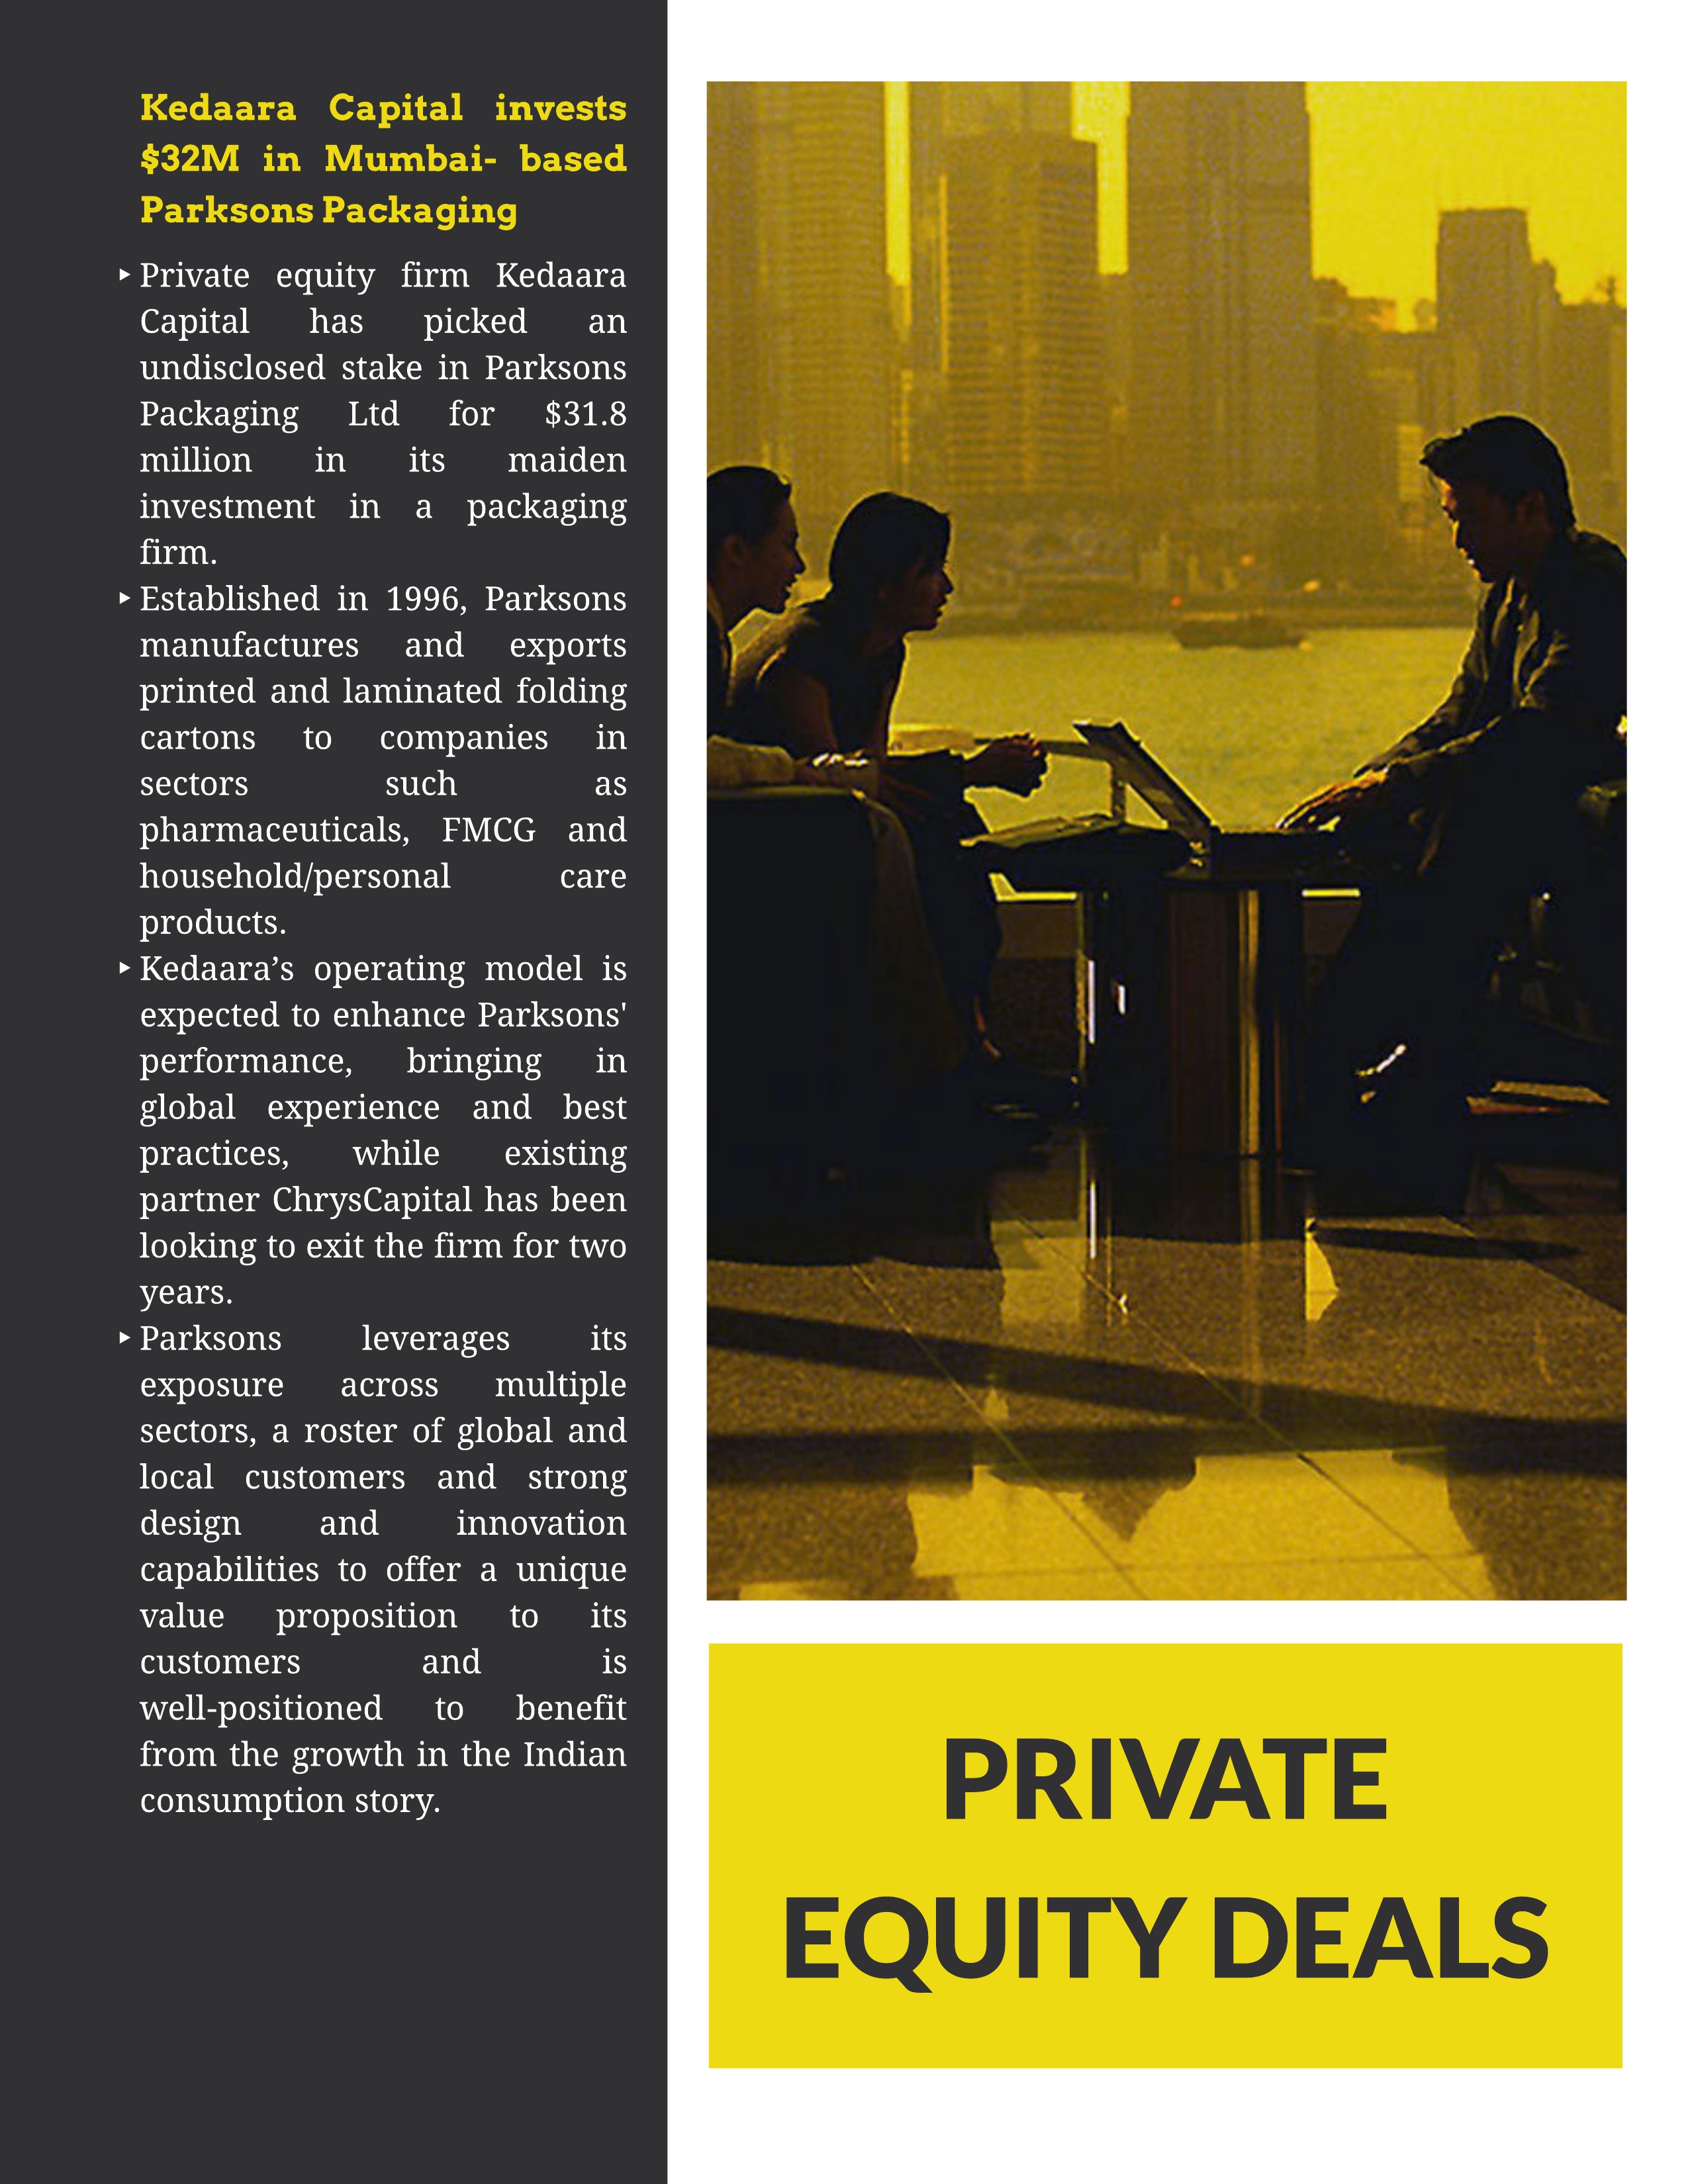 Kedaara Capital invests
$32M in Mumbai- based
Parksons Packaging
‣ Private equity firm Kedaara
Capital has picked an
undisclosed stake in Parksons
Packaging Ltd for $31.8
million in its maiden
investment in a packaging
firm.
‣ Established in 1996, Parksons
manufactures and exports
printed and laminated folding
cartons to companies in
sectors such as
pharmaceuticals, FMCG and
household/personal care
products.
‣ Kedaara’s operating model is
expected to enhance Parksons'
performance, bringing in
global experience and best
practices, while existing
partner ChrysCapital has been
looking to exit the firm for two
years.
‣ Parksons leverages its
exposure across multiple
sectors, a roster of global and
local customers and strong
design and innovation
capabilities to offer a unique
value proposition to its
customers and is
well-positioned to benefit
from the growth in the Indian
consumption story.
PRIVATE
EQUITY DEALS